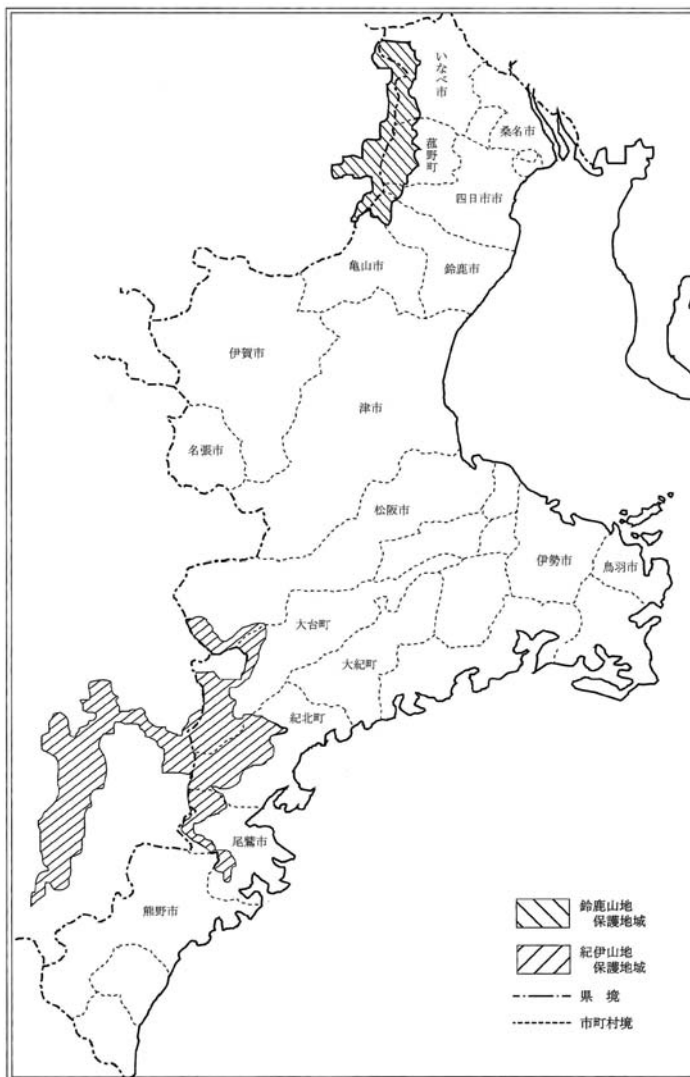 いなべ市
桑名市
菰野町
四日市市
亀山市
鈴鹿市
伊賀市
津市
名張市
松阪市
伊勢市
鳥羽市
大台町
大紀町
紀北町
尾鷲市
熊野市
鈴鹿山地
保護地域
紀伊山地
保護地域
県 境
市町村境